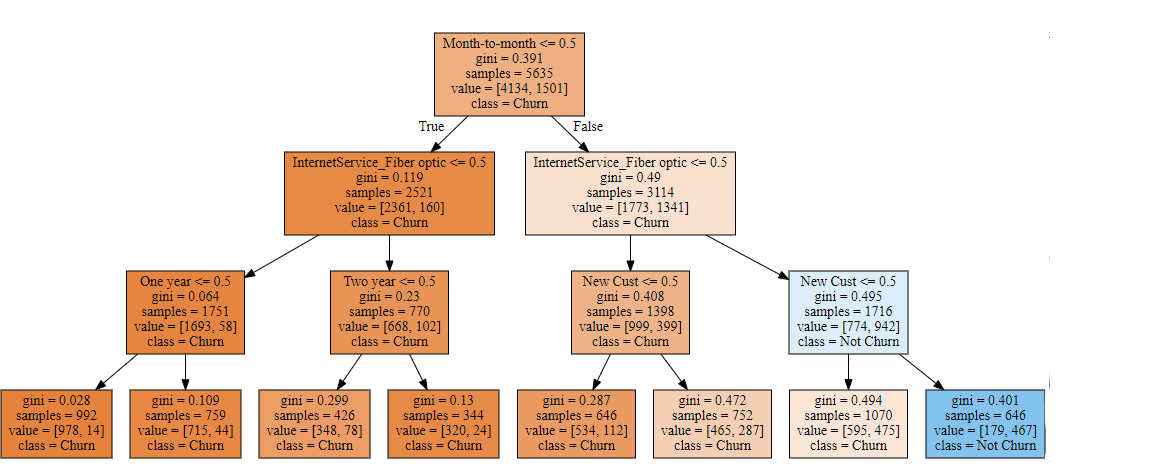 Month-to-month <= 0.5
gini = 0.391
samples = 5635
value = [4134, 1501]
class = Churn
True
False
InternetService_Fiber optic <= 0.5
gini = 0.119
samples = 2521
value = [2361, 160]
class = Churn
InternetService_Fiber optic <= 0.5
gini = 0.49
samples = 3114
value = [1773, 1341]
class = Churn
One year <= 0.5
gini = 0.064
samples = 1751
value = [1693, 58]
class = Churn
Two year <= 0.5
gini = 0.23
samples = 770
value = [668, 102]
class = Churn
New Cust <= 0.5
gini = 0.408
samples = 1398
value = [999, 399]
class = Churn
New Cust <= 0.5
gini = 0.495
samples = 1716
value = [774, 942]
class = Not Churn
gini = 0.028
samples = 992
value = [978, 14]
class = Churn
gini = 0.109
samples = 759
value = [715, 44]
class = Churn
gini = 0.299
samples = 426
value = [348, 78]
class = Churn
gini = 0.13
samples = 344
value = [320, 24]
class = Churn
gini = 0.287
samples = 646
value = [534, 112]
class = Churn
gini = 0.472
samples = 752
value = [465, 287]
class = Churn
gini = 0.494
samples = 1070
value = [595, 475]
class = Churn
gini = 0.401
samples = 646
value = [179, 467]
class = Not Churn